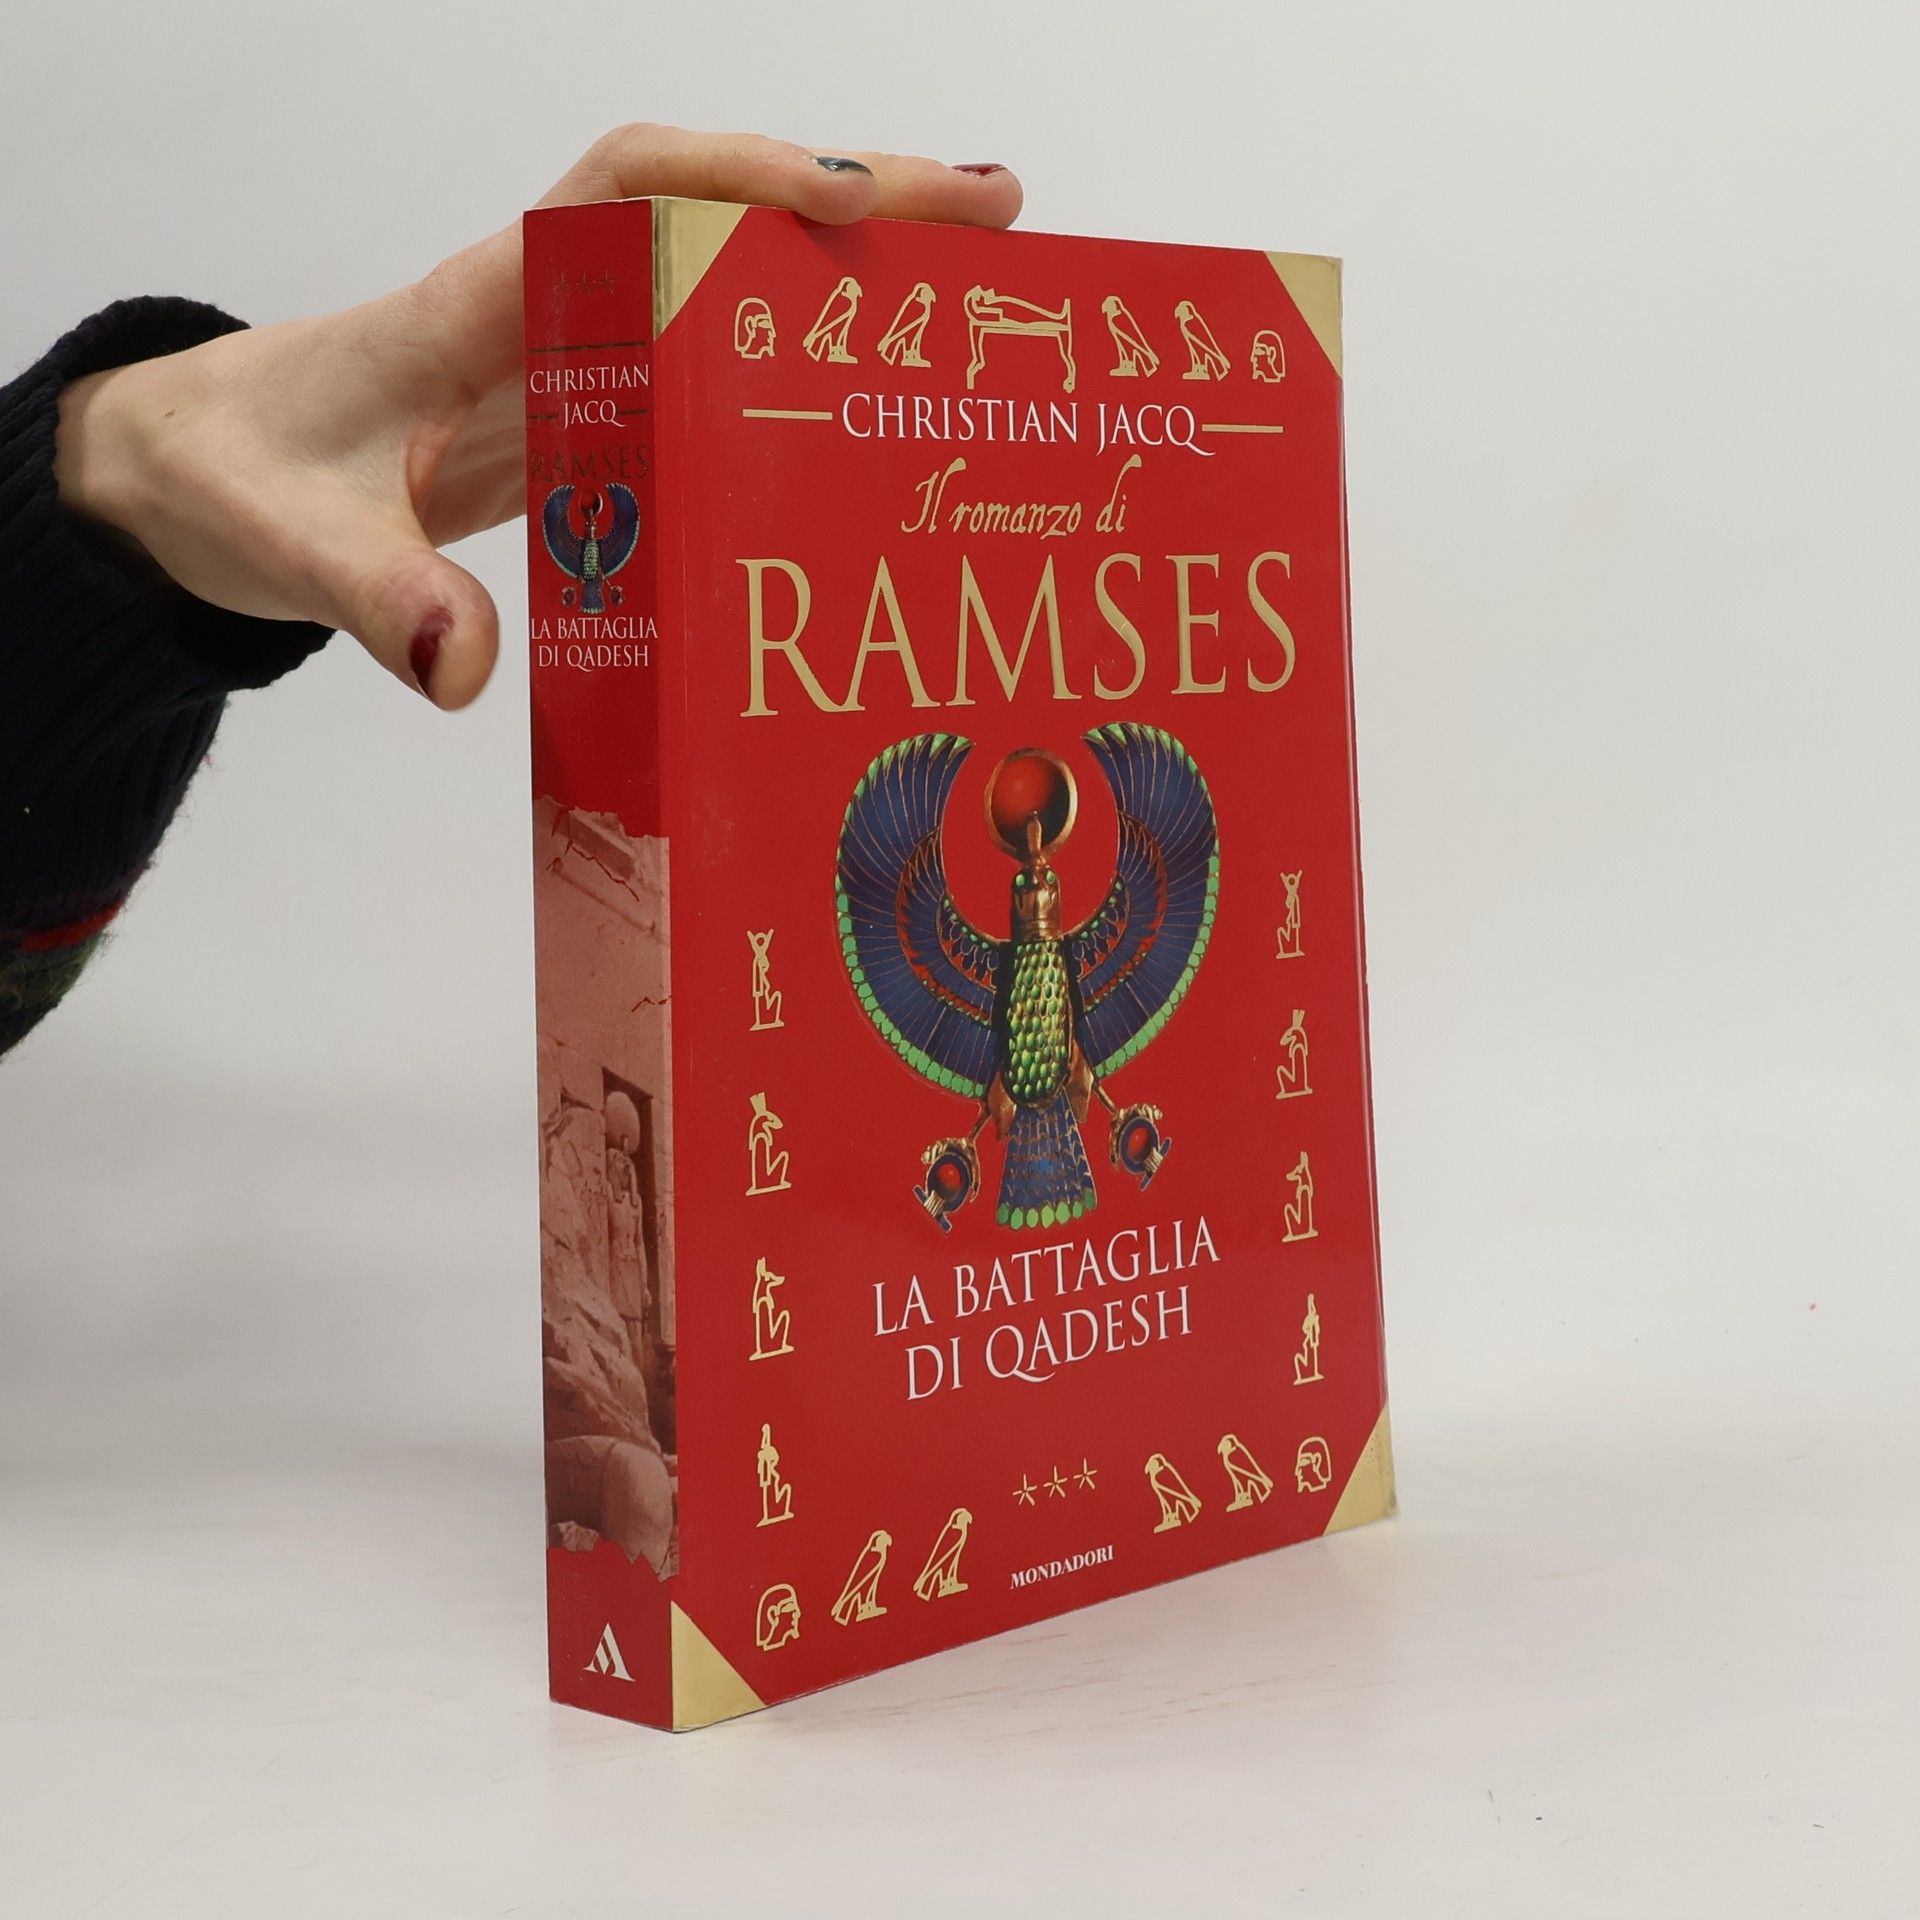 CHRISTIAN
JACQ
RAMSES
LA BATTAGLIA
DI QADESH
CHRISTIAN JACQ
Il romanzo di
RAMSES
LA BATTAGLIA
DI QADESH
MONDADORI